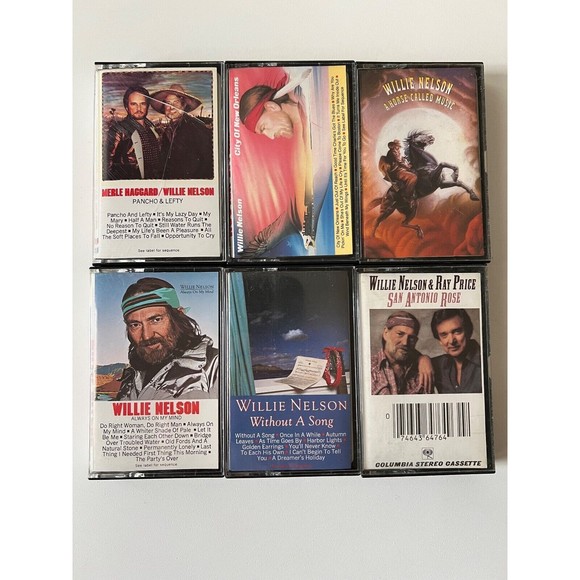 MERLE HAGGARD/WILLIE NELSON
PANCHO & LEFTY
Pancho And Lefty ■ It's My Lazy Day ■ My
Mary ■ Half A Man ■ Reasons To Quit ■
No Reason To Quit ■ Still Water Runs The
Deepest ■ My Life's Been A Pleasure ■ All
The Soft Places To Fall ■ Opportunity To Cry
See label for sequence
Willie Nelson
City Of New Orleans
WILLIE NELSON
A HORSE CALLED MUSIC
WILLIE NELSON
Always On My Mind
WILLIE NELSON
ALWAYS ON MY MIND
Do Right Woman, Do Right Man ■ Always On
My Mind ■ A Whiter Shade Of Pale ■ Let It
Be Me ■ Staring Each Other Down ■ Bridge
Over Troubled Water ■ Old Fords And A
Natural Stone ■ Permanently Lonely ■ Last
Thing I Needed First Thing This Morning ■
The Party's Over
See label for sequence
WILLIE NELSON
Without A Song
Without A Song | Once In A While | Autumn
Leaves | As Time Goes By | Harbor Lights |
Golden Earrings | You'll Never Know |
To Each His Own | I Can't Begin To Tell
You | A Dreamer's Holiday
WILLIE NELSON & RAY PRICE
SAN ANTONIO ROSE
0
74643 64764
COLUMBIA STEREO CASSETTE